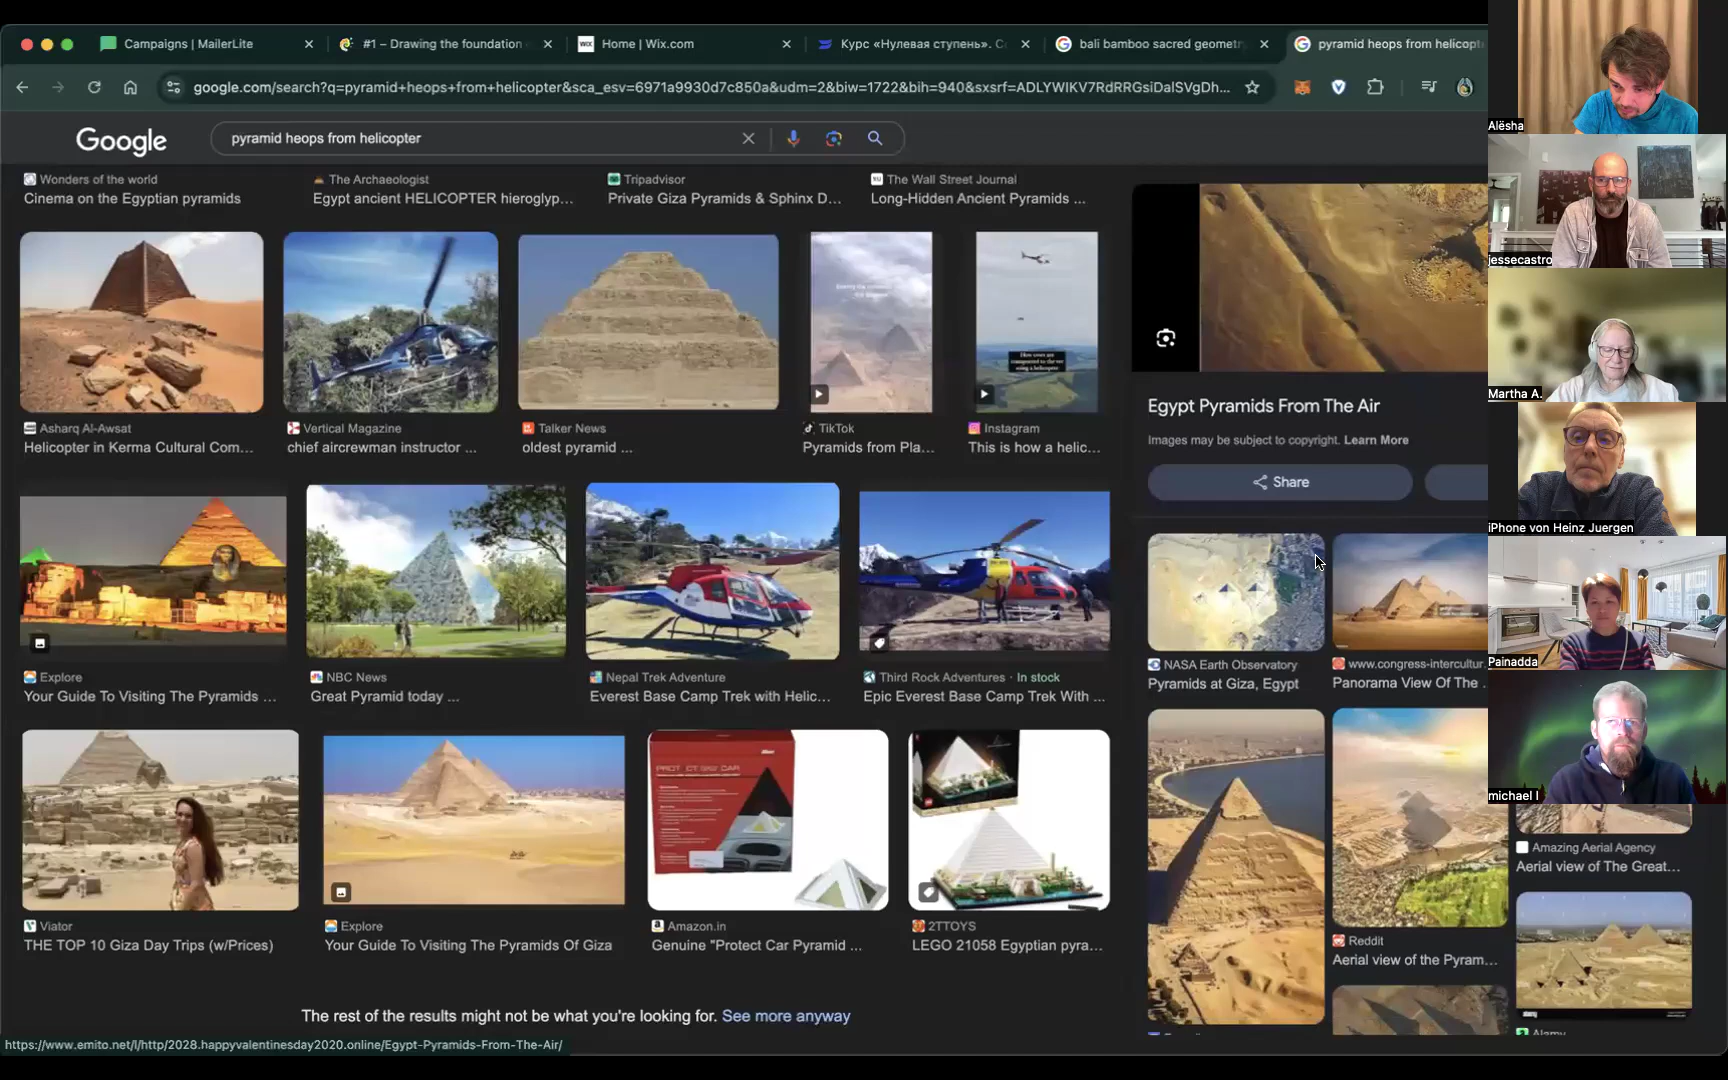 Campaigns | MailerLite
#1 – Drawing the foundation
Home | Wix.com
Курс «Нулевая ступень». С
bali bamboo sacred geomet
pyramid heops from helicopt
google.com/search?q=pyramid+heops+from+helicopter&sca_esv=6971a9930d7c850a&udm=2&biw=1722&bih=940&sxsrf=ADLYWIKV7RdRRGsiDalSVgDh...
Google
pyramid heops from helicopter
Wonders of the world
Cinema on the Egyptian pyramids
The Archaeologist
Egypt ancient HELICOPTER hieroglyp...
Tripadvisor
Private Giza Pyramids & Sphinx D...
The Wall Street Journal
Long-Hidden Ancient Pyramids ...
Asharq Al-Awsat
Helicopter in Kerma Cultural Com...
Vertical Magazine
chief aircrewman instructor ...
Talker News
oldest pyramid ...
TikTok
Pyramids from Pla...
Instagram
This is how a helic...
Explore
Your Guide To Visiting The Pyramids ...
NBC News
Great Pyramid today ...
Nepal Trek Adventure
Everest Base Camp Trek with Helic...
Third Rock Adventures · In stock
Epic Everest Base Camp Trek With ...
Viator
THE TOP 10 Giza Day Trips (w/Prices)
Explore
Your Guide To Visiting The Pyramids Of Giza
Amazon.in
Genuine "Protect Car Pyramid ...
2TTOYS
LEGO 21058 Egyptian pyra...
The rest of the results might not be what you're looking for. See more anyway
https://www.emito.net/l/http/2028.happyvalentinesday2020.online/Egypt-Pyramids-From-The-Air/
Egypt Pyramids From The Air
Images may be subject to copyright. Learn More
Share
NASA Earth Observatory
Pyramids at Giza, Egypt
www.congress-intercultur
Panorama View Of The
Reddit
Aerial view of the Pyram...
Amazing Aerial Agency
Aerial view of The Great...
Alamy
Alësha
jessecastro
Martha A.
iPhone von Heinz Juergen
Painadda
michael l